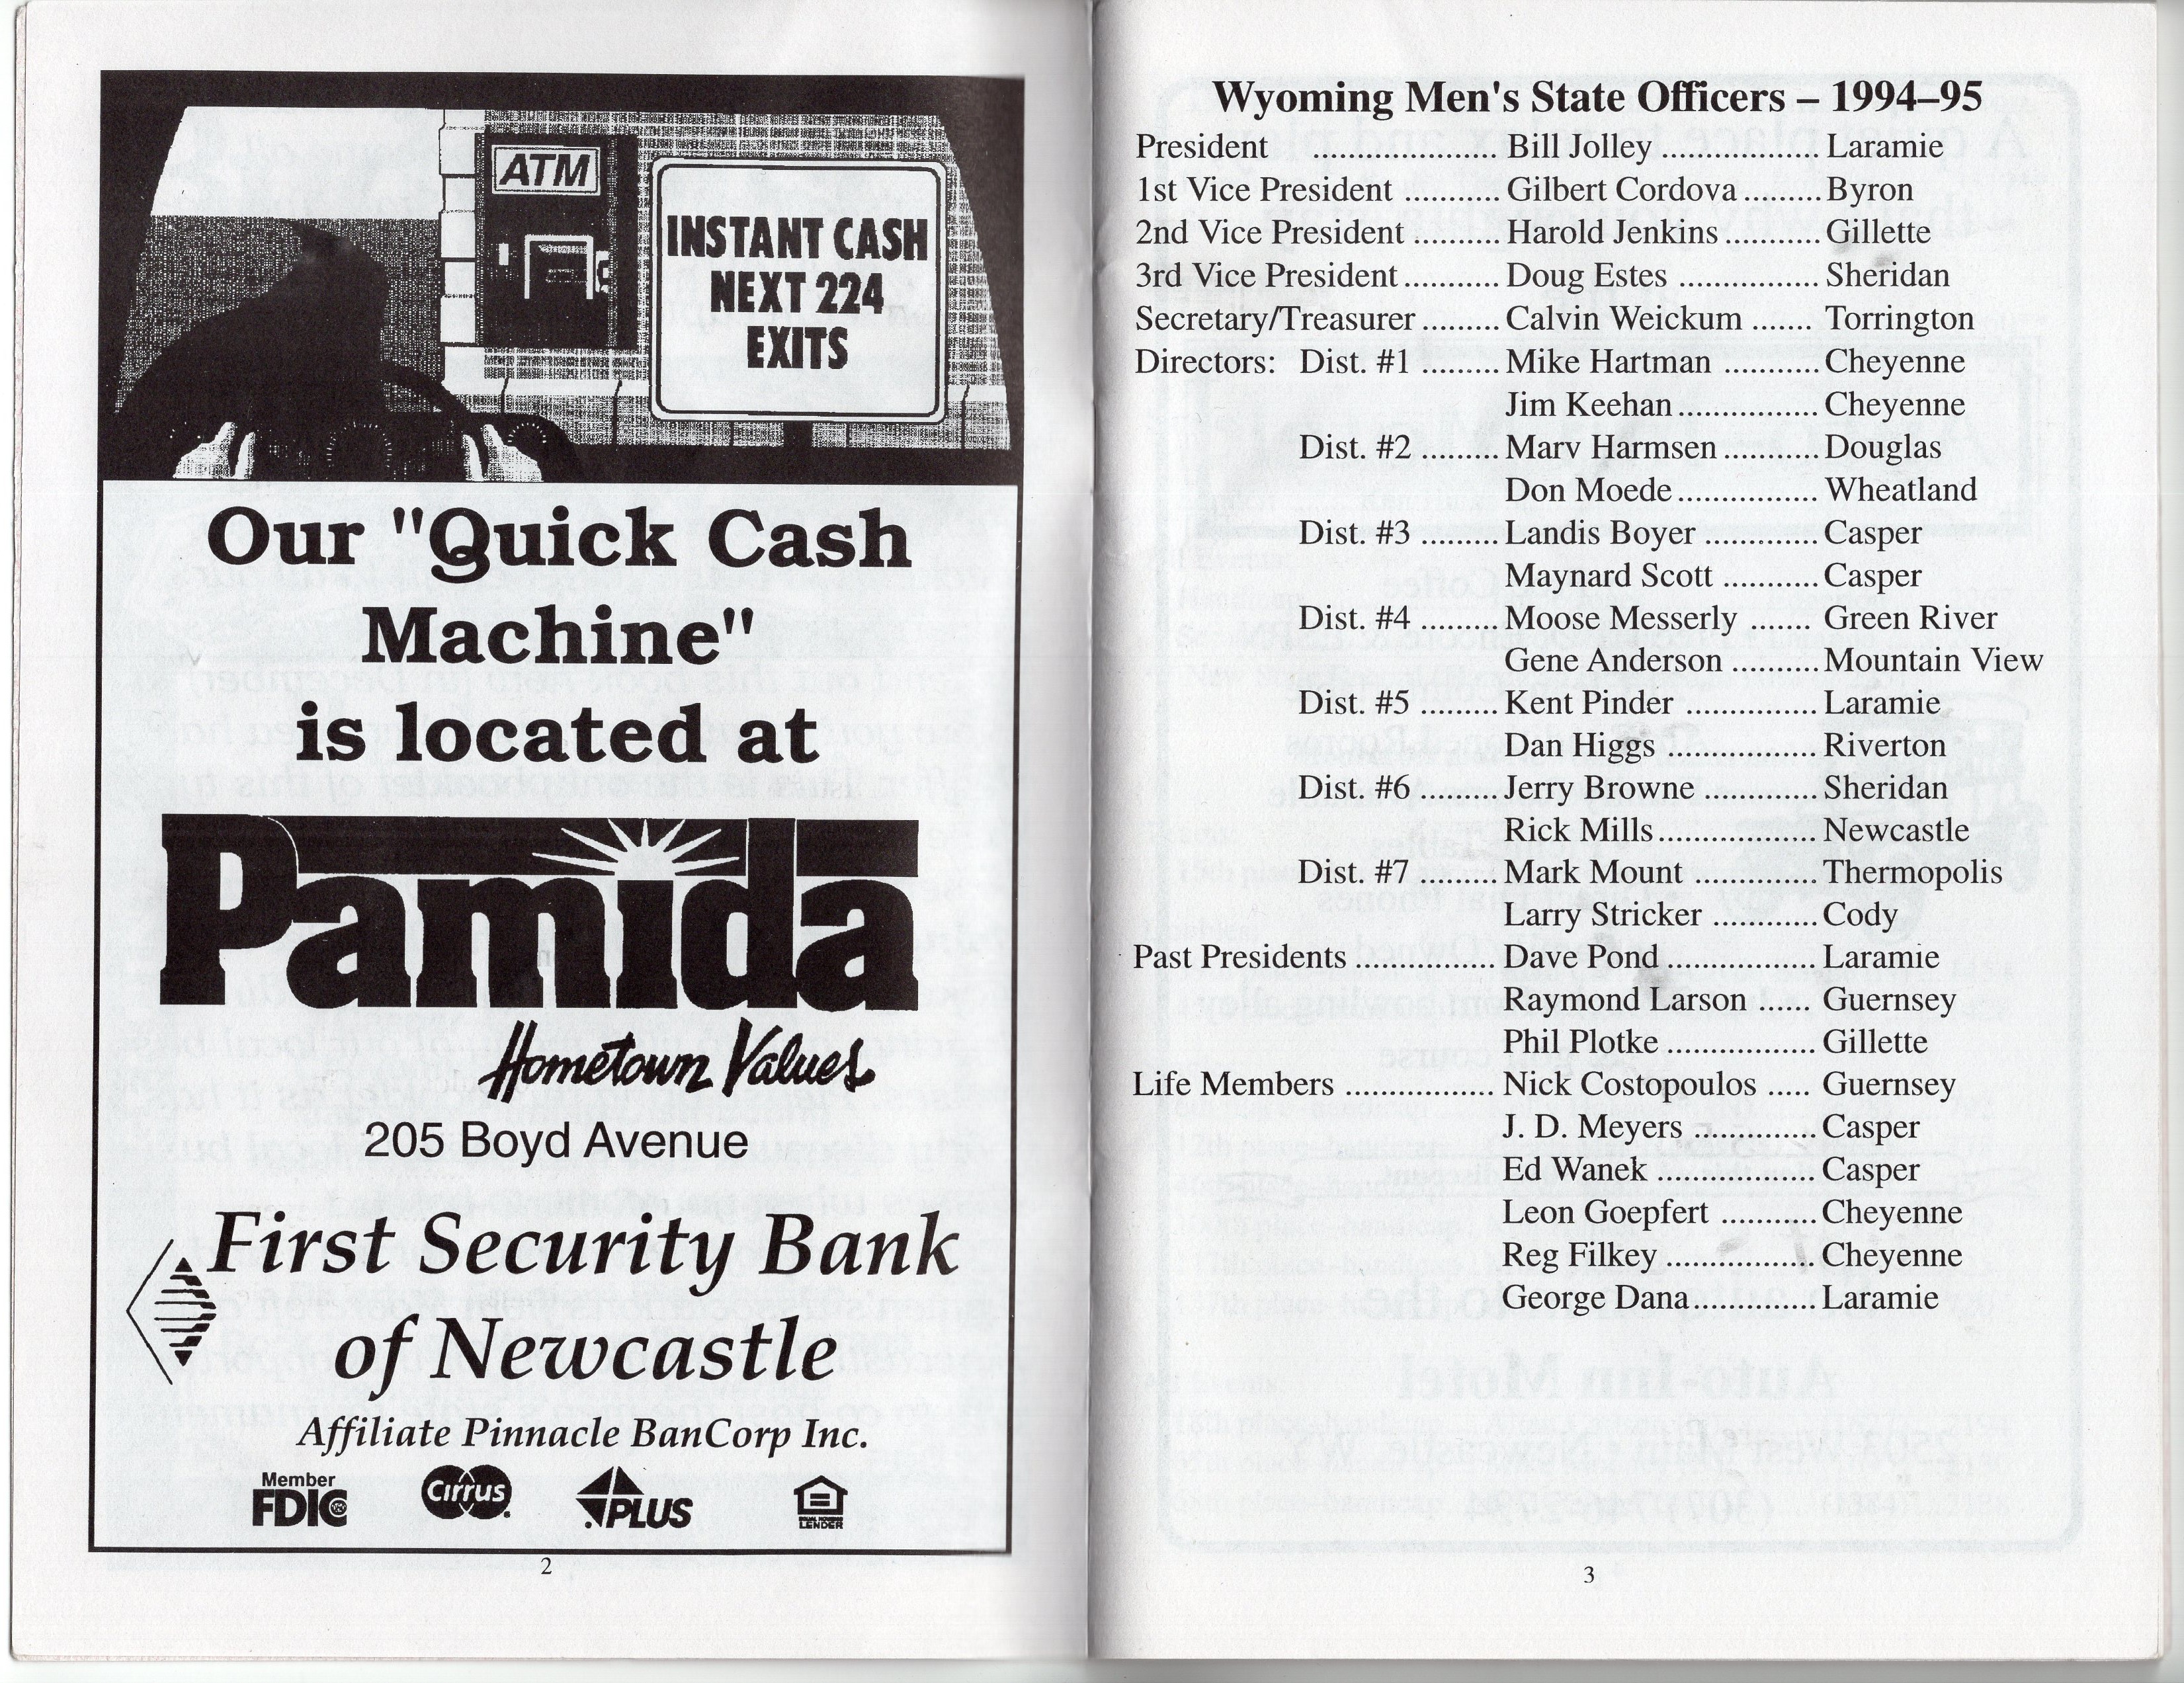 ATM
INSTANT CASH
NEXT 224
EXITS
Our "Quick Cash
Machine"
is located at
Pamida
Hometown Values
205 Boyd Avenue
First Security Bank
of Newcastle
Affiliate Pinnacle BanCorp Inc.
Member
FDIC
Cirrus
PLUS
EQUAL HOUSING
LENDER
2
Wyoming Men's State Officers – 1994–95
President ..................... Bill Jolley .................. Laramie
1st Vice President ........... Gilbert Cordova ......... Byron
2nd Vice President .......... Harold Jenkins ........... Gillette
3rd Vice President ........... Doug Estes ................ Sheridan
Secretary/Treasurer ......... Calvin Weickum ....... Torrington
Directors: Dist. #1 ......... Mike Hartman ........... Cheyenne
Jim Keehan ................ Cheyenne
Dist. #2 ......... Marv Harmsen ........... Douglas
Don Moede ................ Wheatland
Dist. #3 ......... Landis Boyer ............. Casper
Maynard Scott ........... Casper
Dist. #4 ......... Moose Messerly ....... Green River
Gene Anderson .......... Mountain View
Dist. #5 ......... Kent Pinder ............... Laramie
Dan Higgs ................. Riverton
Dist. #6 ......... Jerry Browne ............. Sheridan
Rick Mills .................. Newcastle
Dist. #7 ......... Mark Mount .............. Thermopolis
Larry Stricker ............ Cody
Past Presidents ................ Dave Pond ................. Laramie
Raymond Larson ...... Guernsey
Phil Plotke ................. Gillette
Life Members ................. Nick Costopoulos ..... Guernsey
J. D. Meyers .............. Casper
Ed Wanek .................. Casper
Leon Goepfert ........... Cheyenne
Reg Filkey ................. Cheyenne
George Dana .............. Laramie
3